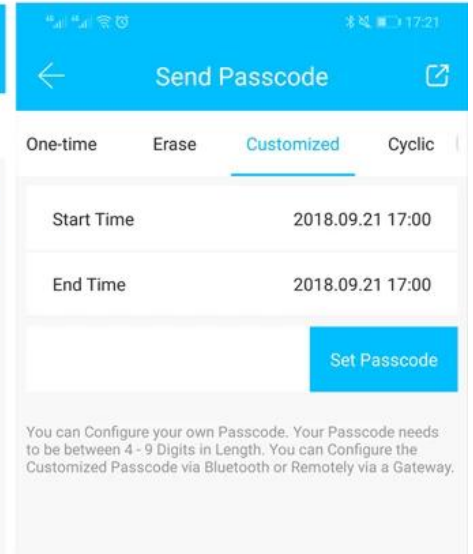 17:21
Send Passcode
One-time Erase Customized Cyclic
Start Time 2018.09.21 17:00
End Time 2018.09.21 17:00
Set Passcode
You can Configure your own Passcode. Your Passcode needs
to be between 4 - 9 Digits in Length. You can Configure the
Customized Passcode via Bluetooth or Remotely via a Gateway.